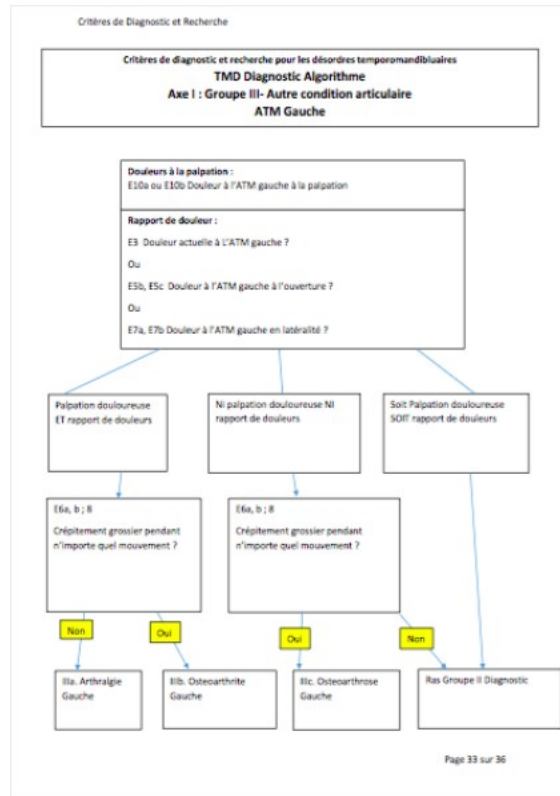 Critères de Diagnostic et Recherche
Critères de diagnostic et recherche pour les désordres temporomandibluaires
TMD Diagnostic Algorithme
Axe I : Groupe III- Autre condition articulaire
ATM Gauche
Douleurs à la palpation :
E10a ou E10b Douleur à l'ATM gauche à la palpation
Rapport de douleur :
E3 Douleur actuelle à L'ATM gauche ?
Ou
E5b, E5c Douleur à l'ATM gauche à l'ouverture ?
Ou
E7a, E7b Douleur à l'ATM gauche en latéralité ?
Palpation douloureuse
ET rapport de douleurs
Ni palpation douloureuse NI
rapport de douleurs
Soit Palpation douloureuse
SOIT rapport de douleurs
E6a, b ; 8
Crépitement grossier pendant
n'importe quel mouvement ?
E6a, b ; 8
Crépitement grossier pendant
n'importe quel mouvement ?
Non
Oui
Oui
Non
IIIa. Arthralgie
Gauche
IIIb. Osteoarthrite
Gauche
IIIc. Osteoarthrose
Gauche
Ras Groupe II Diagnostic
Page 33 sur 36